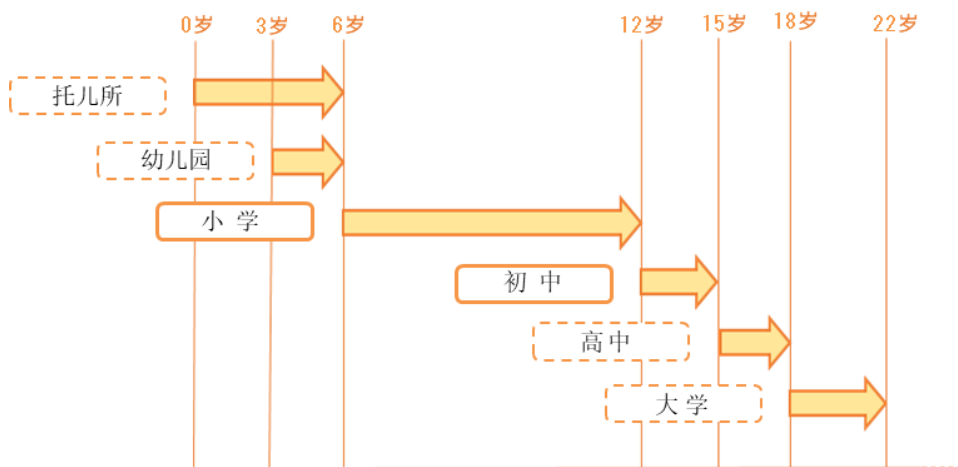 0岁 3岁 6岁 12岁 15岁 18岁 22岁
托儿所
幼儿园
小 学
初 中
高中
大 学